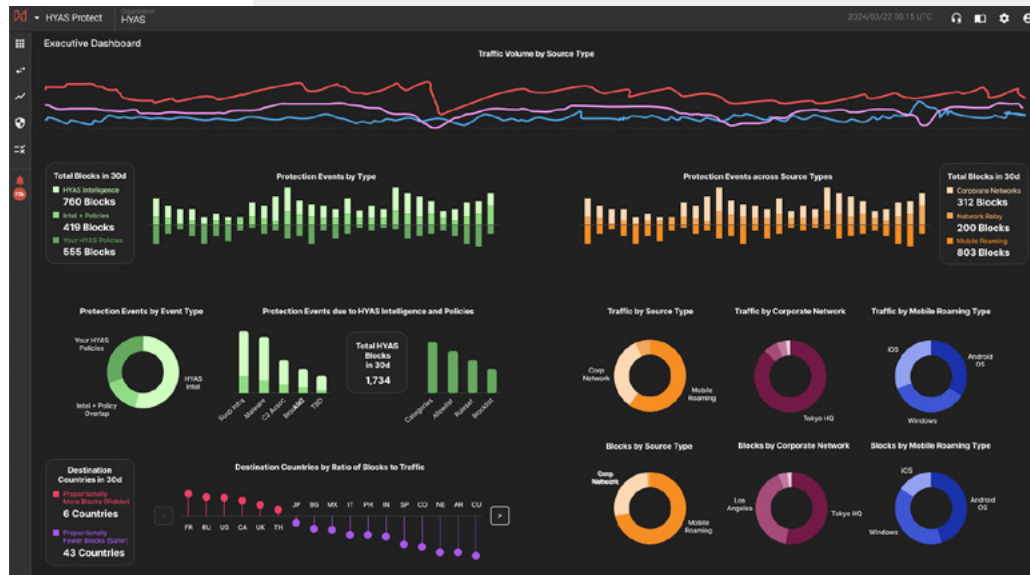 HYAS Protect
Organization
HYAS
2024/03/22 00:15 UTC
Executive Dashboard
Traffic Volume by Source Type
Total Blocks in 30d
HYAS Intelligence
760 Blocks
Intel + Policies
419 Blocks
Your HYAS Policies
555 Blocks
Protection Events by Type
Protection Events across Source Types
Total Blocks in 30d
Corporate Networks
312 Blocks
Network Relay
200 Blocks
Mobile Roaming
803 Blocks
Protection Events by Event Type
Your HYAS
Policies
HYAS
Intel
Intel + Policy
Overlap
Protection Events due to HYAS Intelligence and Policies
Susp Infra
Malware
C2 Assoc
TBD
Total HYAS
Blocks
in 30d
1,734
Categories
Allowlist
Ruleset
Blocklist
Traffic by Source Type
Corp
Network
Mobile
Roaming
Traffic by Corporate Network
Tokyo HQ
Traffic by Mobile Roaming Type
iOS
Android
OS
Windows
Destination
Countries in 30d
Proportionally
More Blocks (Riskier)
6 Countries
Proportionally
Fewer Blocks (Safer)
43 Countries
Destination Countries by Ratio of Blocks to Traffic
JP BG MX IT PH IN SP CO NE AR CU
FR RU US CA UK TH
<
>
Blocks by Source Type
Corp
Network
Mobile
Roaming
Blocks by Corporate Network
Los
Angeles
Tokyo HQ
Blocks by Mobile Roaming Type
iOS
Android
OS
Windows